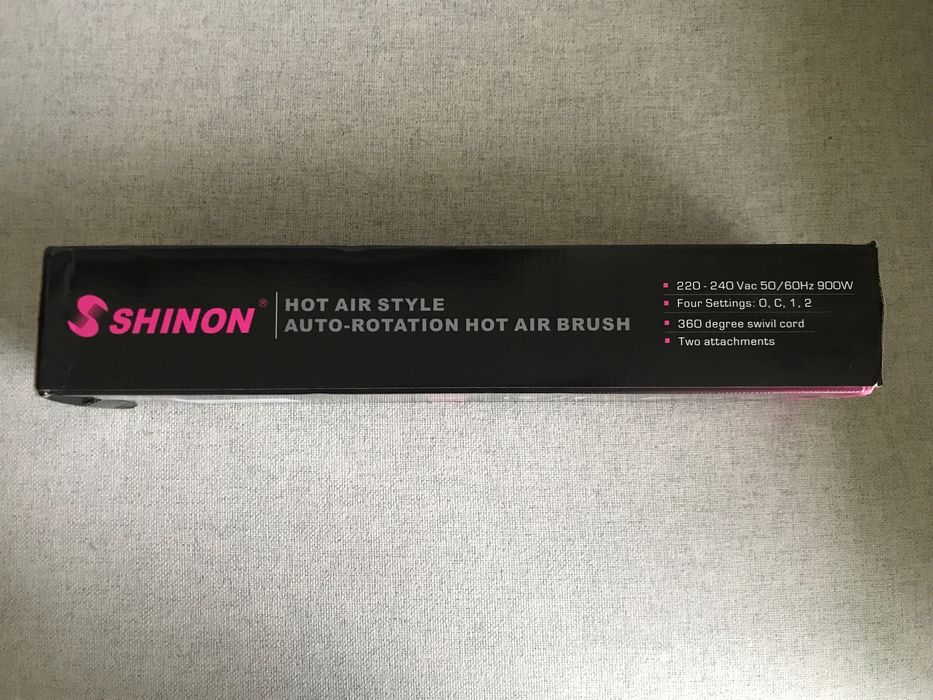 SHINON®
HOT AIR STYLE
AUTO-ROTATION HOT AIR BRUSH
220 - 240 Vac 50/60Hz 900W
Four Settings: 0, C, 1, 2
360 degree swivil cord
Two attachments